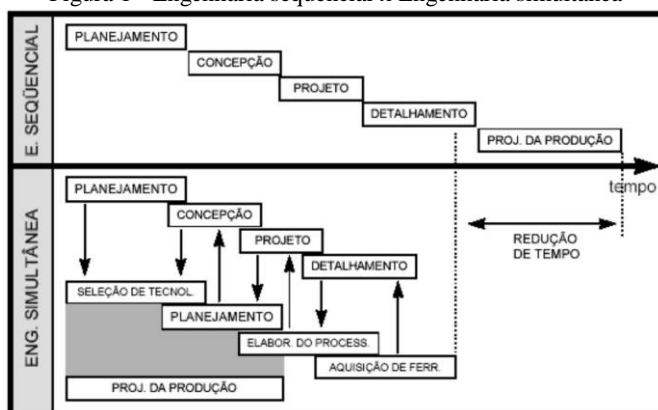 Figura 1 - Engenharia sequencial x Engenharia simultânea
E. SEQÜENCIAL
PLANEJAMENTO
CONCEPÇÃO
PROJETO
DETALHAMENTO
PROJ. DA PRODUÇÃO
tempo
ENG. SIMULTÂNEA
PLANEJAMENTO
CONCEPÇÃO
PROJETO
DETALHAMENTO
REDUÇÃO
DE TEMPO
SELEÇÃO DE TECNOL.
PLANEJAMENTO
ELABOR. DO PROCESS.
AQUISIÇÃO DE FERR.
PROJ. DA PRODUÇÃO